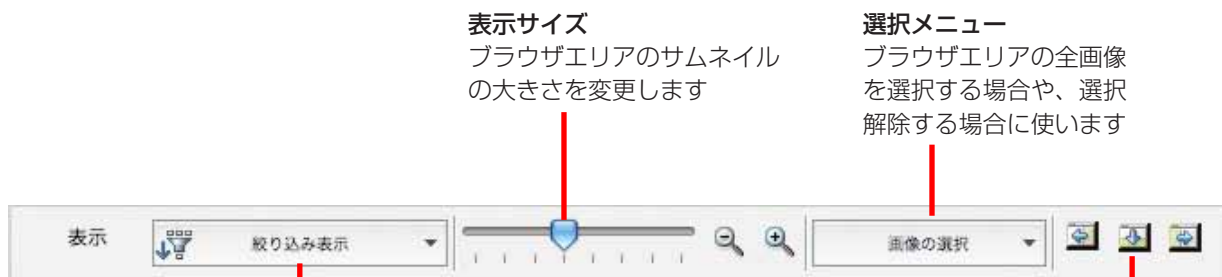 表示サイズ
ブラウザエリアのサムネイル
の大きさを変更します
選択メニュー
ブラウザエリアの全画像
を選択する場合や、選択
解除する場合に使います
表示
絞り込み表示
画像の選択